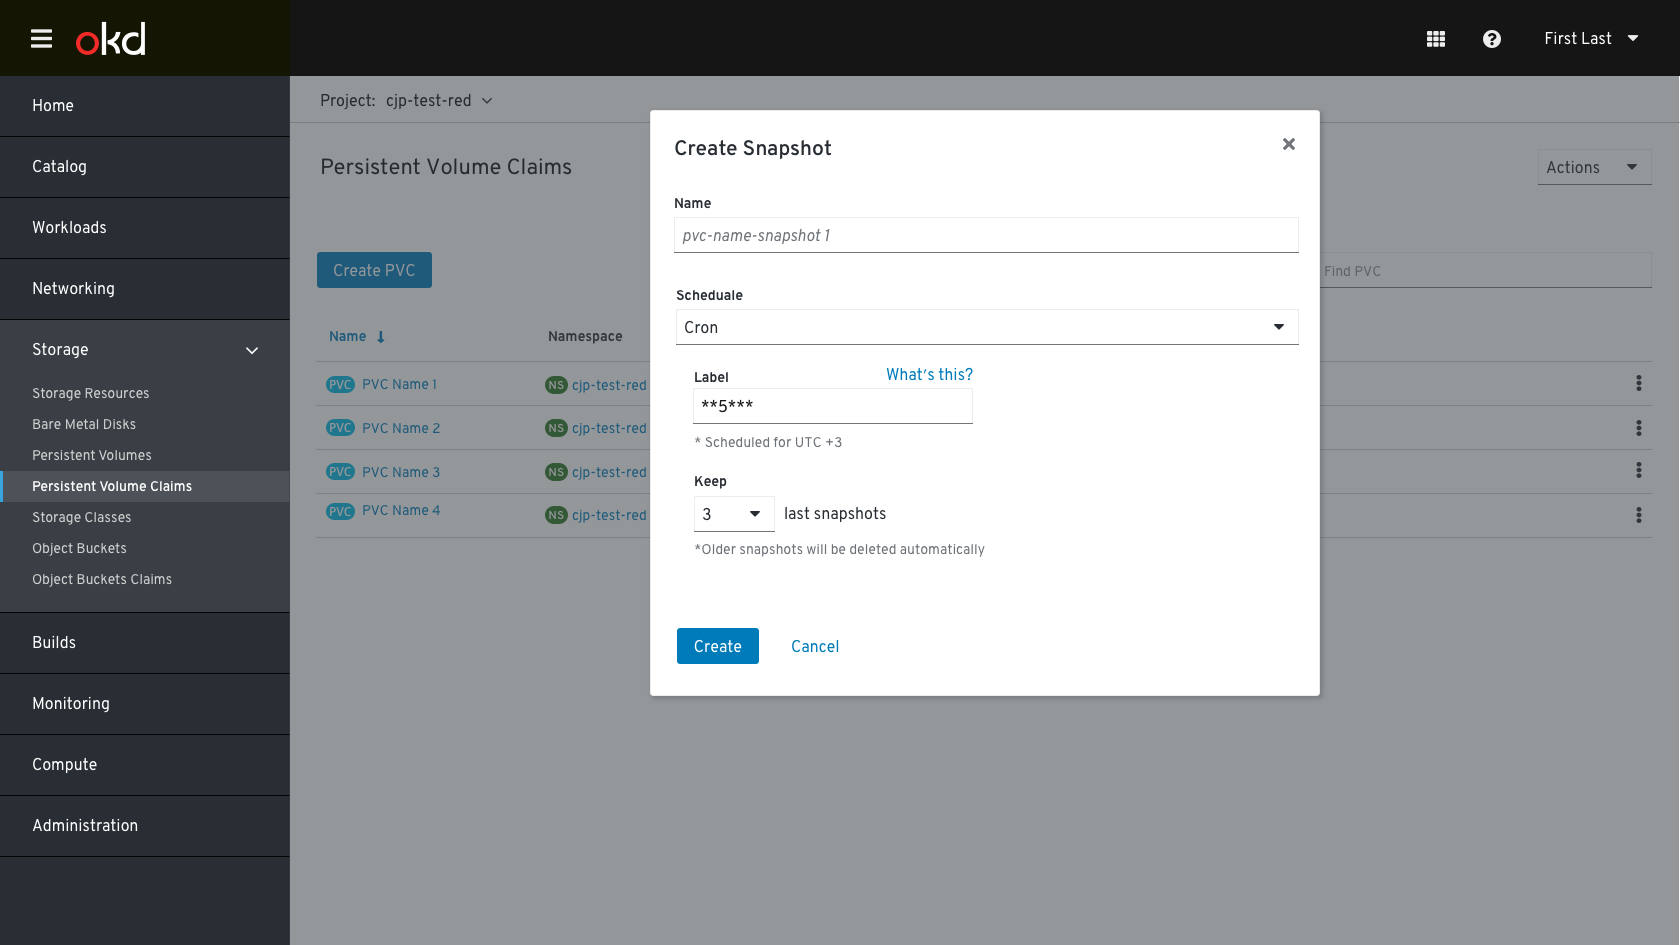 okd
First Last
Home
Catalog
Workloads
Networking
Storage
Storage Resources
Bare Metal Disks
Persistent Volumes
Persistent Volume Claims
Storage Classes
Object Buckets
Object Buckets Claims
Builds
Monitoring
Compute
Administration
Project: cjp-test-red
Persistent Volume Claims
Actions
Create PVC
Find PVC
Name Namespace
PVC PVC Name 1 NS cjp-test-red
PVC PVC Name 2 NS cjp-test-red
PVC PVC Name 3 NS cjp-test-red
PVC PVC Name 4 NS cjp-test-red
Create Snapshot
Name
pvc-name-snapshot 1
Scheduale
Cron
Label What's this?
**5***
* Scheduled for UTC +3
Keep
3 last snapshots
*Older snapshots will be deleted automatically
Create Cancel